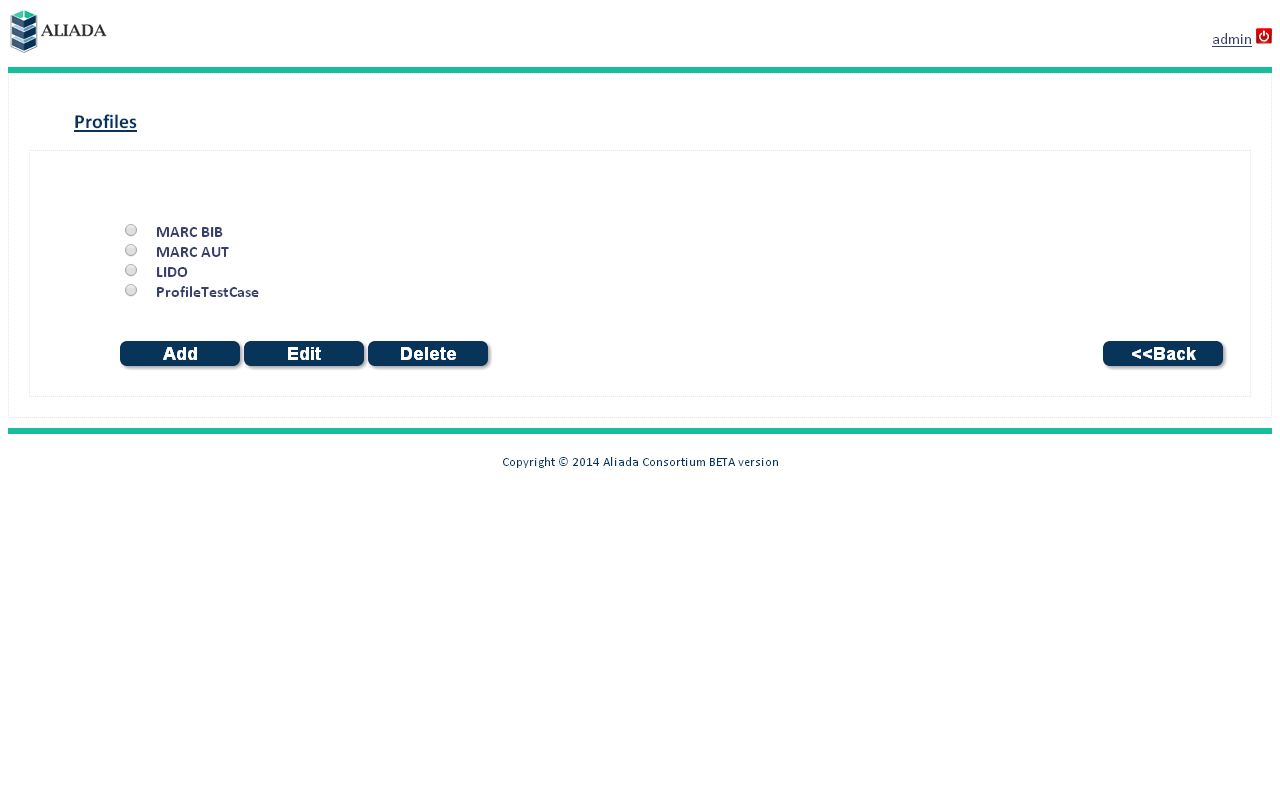 ALIADA
admin
Profiles
MARC BIB
MARC AUT
LIDO
ProfileTestCase
Add Edit Delete <<Back
Copyright © 2014 Aliada Consortium BETA version